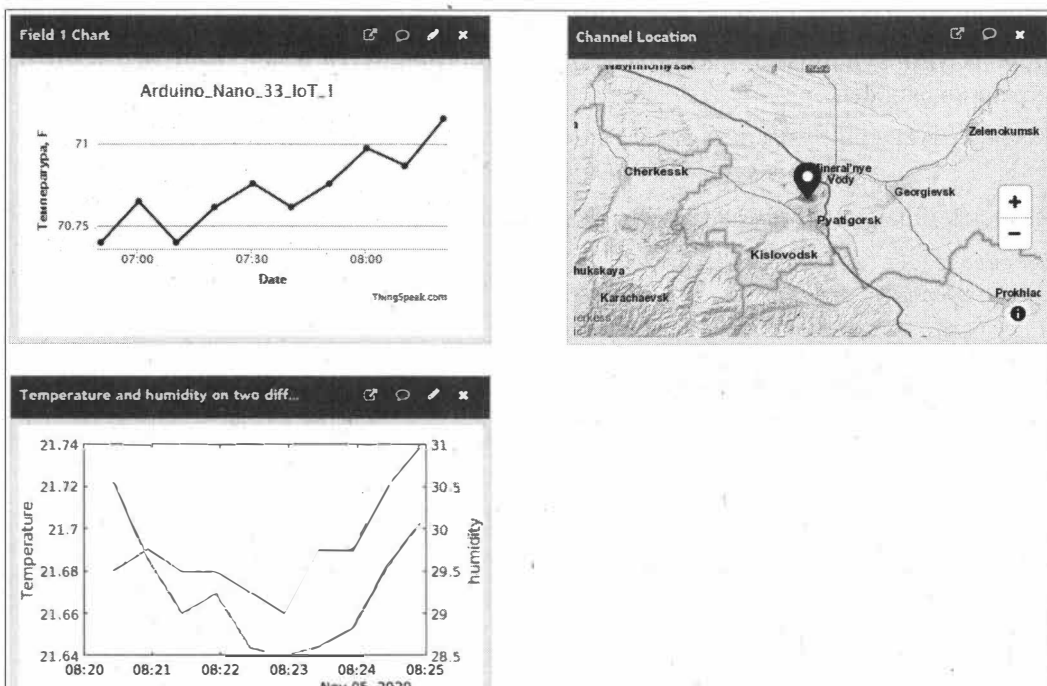 Field 1 Chart
Arduino_Nano_33_IoT_1
Температура, F
71
70.75
07:00 07:30 08:00
Date
ThingSpeak.com
Channel Location
Zelenokumsk
Cherkessk
Mineral'nye
Vody
Georgievsk
+
−
Pyatigorsk
Kislovodsk
hukskaya
Karachaevsk
Prokhlac
Temperature and humidity on two diff...
21.74
21.72
21.7
21.68
21.66
21.64
Temperature
31
30.5
30
29.5
29
28.5
humidity
08:20 08:21 08:22 08:23 08:24 08:25